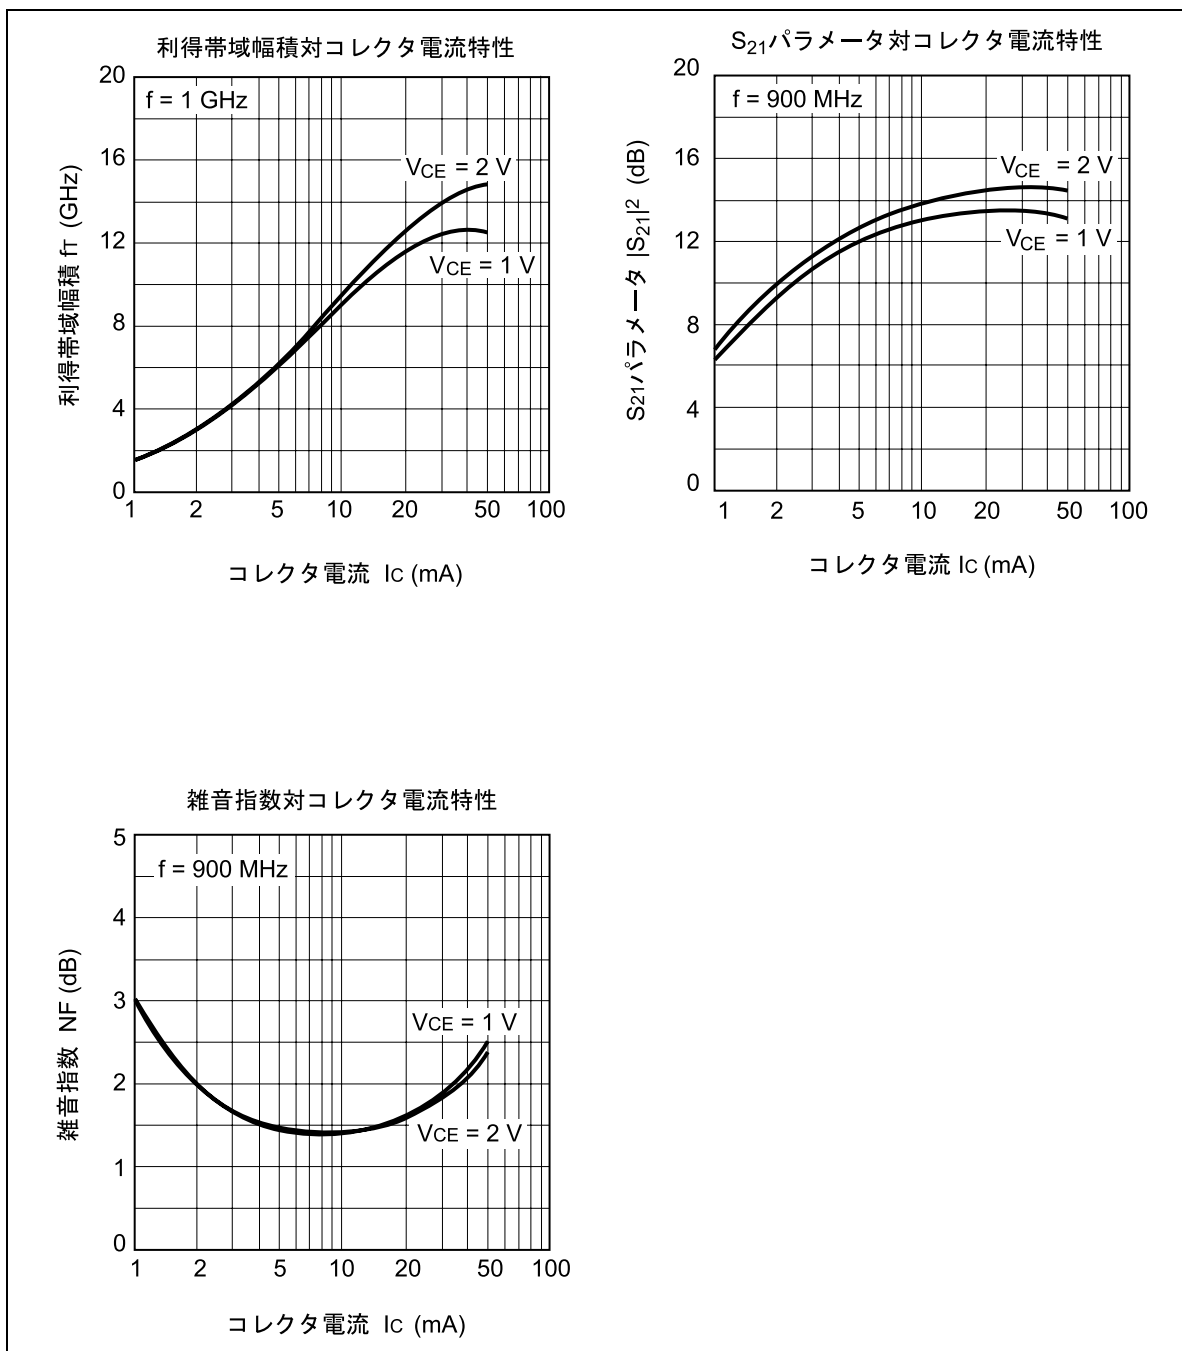 利得帯域幅積対コレクタ電流特性
20
16
12
8
4
0
f = 1 GHz
VCE = 2 V
VCE = 1 V
利得帯域幅積 fT (GHz)
1 2 5 10 20 50 100
コレクタ電流 IC (mA)
S21パラメータ対コレクタ電流特性
20
16
12
8
4
0
f = 900 MHz
VCE = 2 V
VCE = 1 V
S21パラメータ |S21|2 (dB)
1 2 5 10 20 50 100
コレクタ電流 IC (mA)
雑音指数対コレクタ電流特性
5
4
3
2
1
0
f = 900 MHz
VCE = 1 V
VCE = 2 V
雑音指数 NF (dB)
1 2 5 10 20 50 100
コレクタ電流 IC (mA)